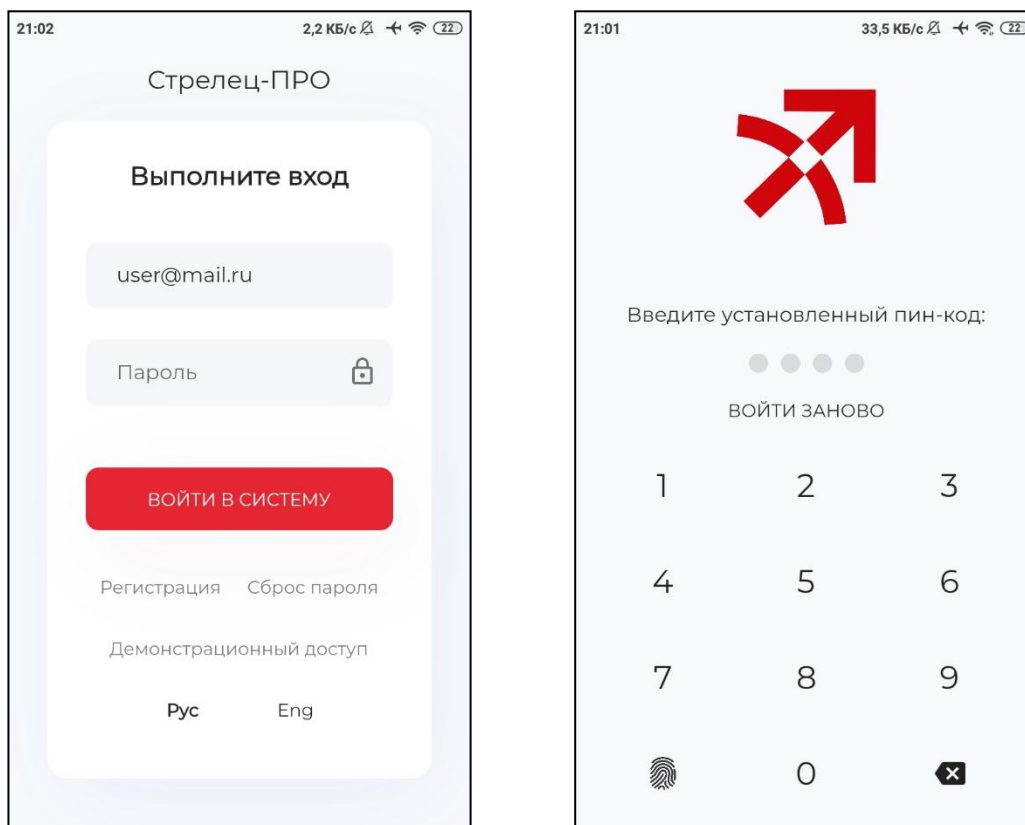 21:02 2,2 КБ/с 22
Стрелец-ПРО
Выполните вход
user@mail.ru
Пароль
ВОЙТИ В СИСТЕМУ
Регистрация Сброс пароля
Демонстрационный доступ
Рус Eng
21:01 33,5 КБ/с 22
Введите установленный пин-код:
ВОЙТИ ЗАНОВО
1 2 3
4 5 6
7 8 9
0